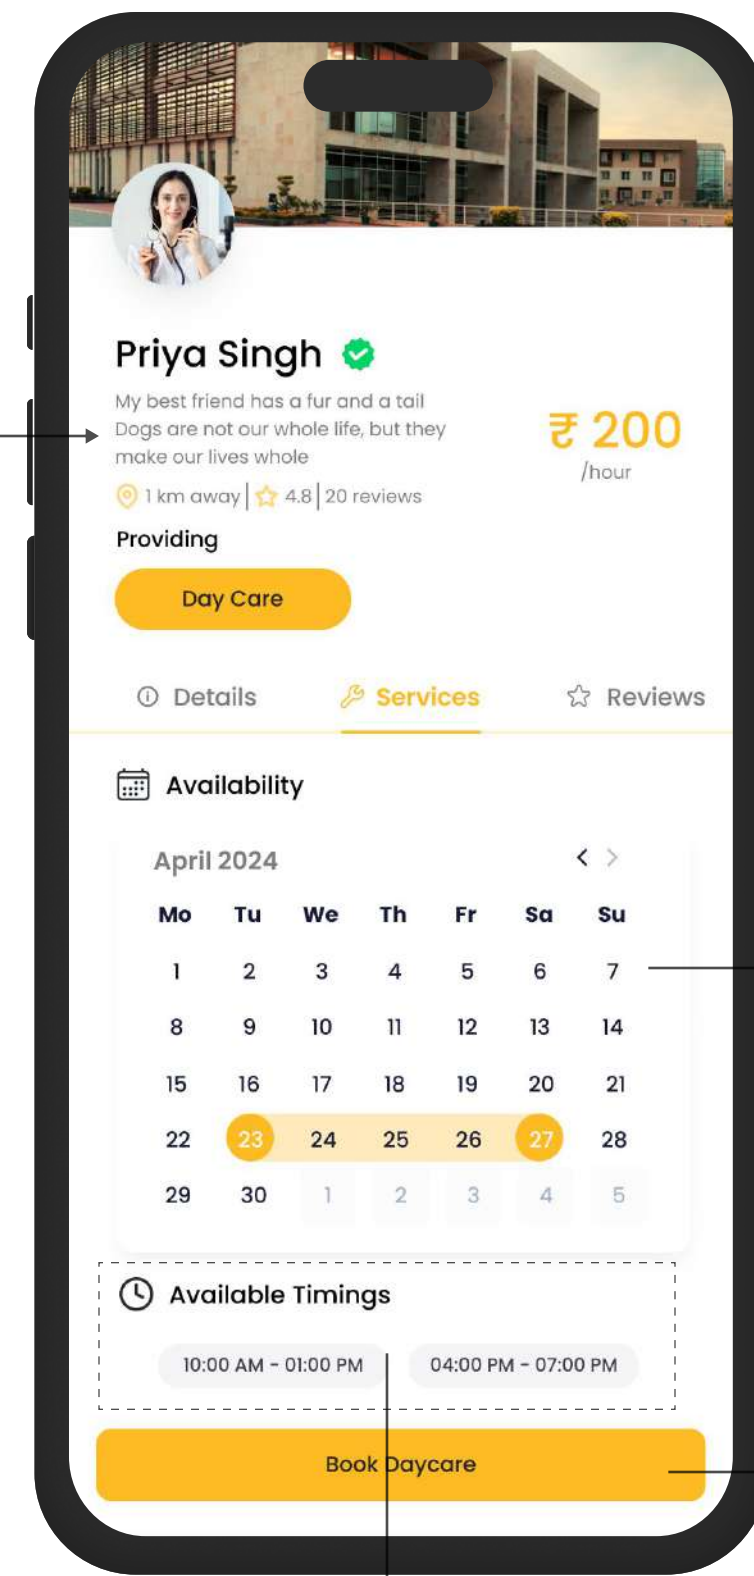 Priya Singh
My best friend has a fur and a tail
Dogs are not our whole life, but they
make our lives whole
₹ 200
/hour
1 km away | 4.8 | 20 reviews
Providing
Day Care
Details Services Reviews
Availability
April 2024 < >
Mo Tu We Th Fr Sa Su
1 2 3 4 5 6 7
8 9 10 11 12 13 14
15 16 17 18 19 20 21
22 23 24 25 26 27 28
29 30 1 2 3 4 5
Available Timings
10:00 AM - 01:00 PM 04:00 PM - 07:00 PM
Book Daycare